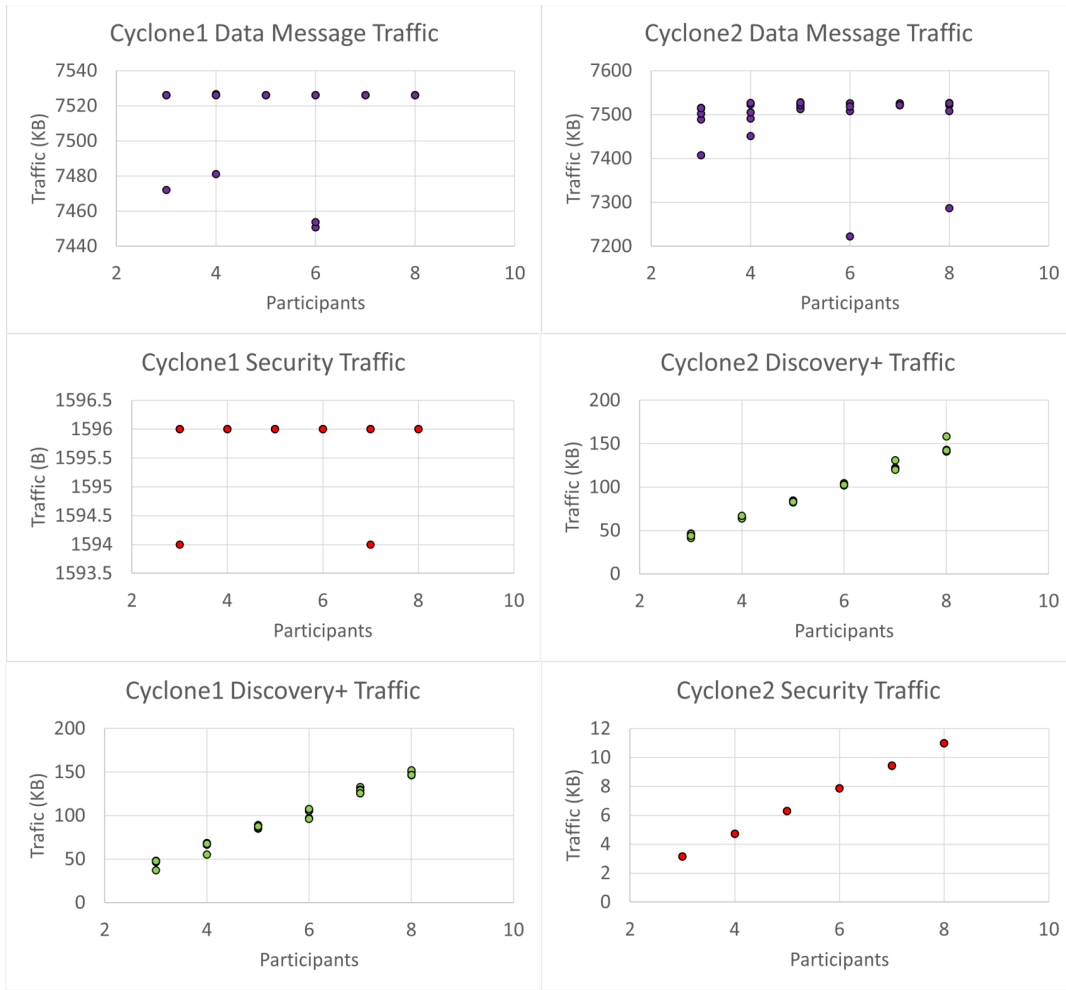 Cyclone1 Data Message Traffic
Traffic (KB)
7540
7520
7500
7480
7460
7440
2 4 6 8 10
Participants
Cyclone2 Data Message Traffic
Traffic (KB)
7600
7500
7400
7300
7200
2 4 6 8 10
Participants
Cyclone1 Security Traffic
Traffic (B)
1596.5
1596
1595.5
1595
1594.5
1594
1593.5
2 4 6 8 10
Participants
Cyclone2 Discovery+ Traffic
Traffic (KB)
200
150
100
50
0
2 4 6 8 10
Participants
Cyclone1 Discovery+ Traffic
Trafic (KB)
200
150
100
50
0
2 4 6 8 10
Participants
Cyclone2 Security Traffic
Traffic (KB)
12
10
8
6
4
2
0
2 4 6 8 10
Participants